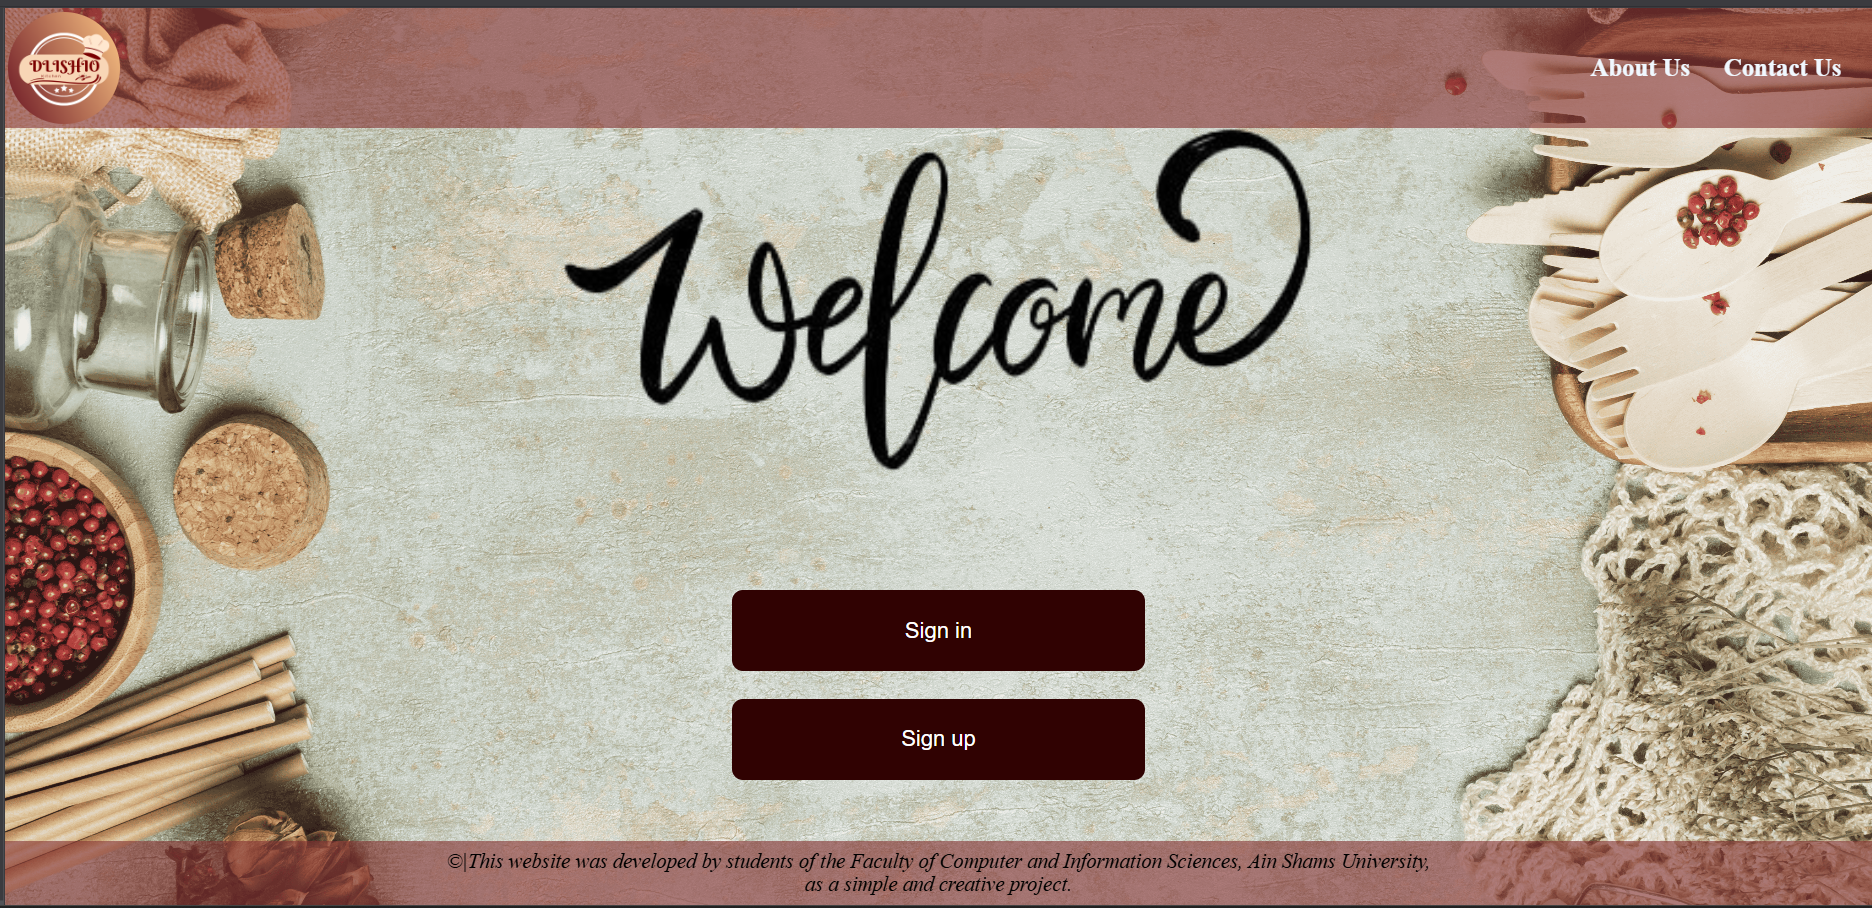 DLISHIO
kitchen
About Us Contact Us
Welcome
Sign in
Sign up
©|This website was developed by students of the Faculty of Computer and Information Sciences, Ain Shams University,
as a simple and creative project.